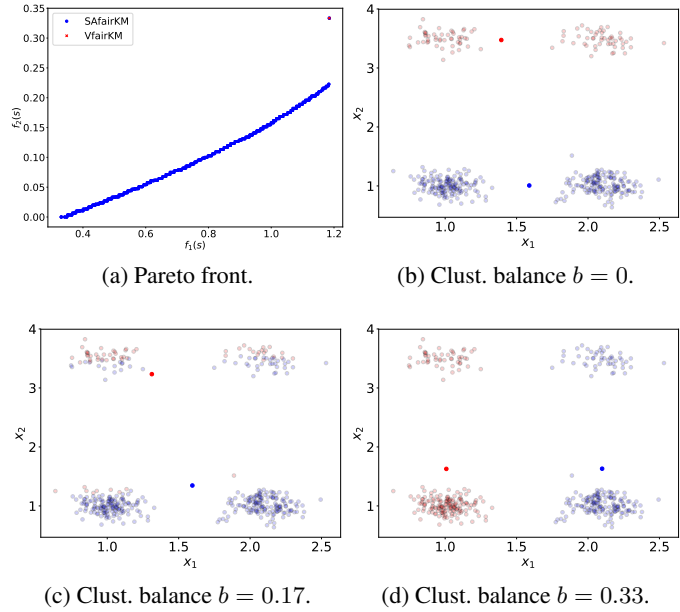 0.35
0.30
0.25
0.20
0.15
0.10
0.05
0.00
f₂(s)
SAfairKM
VfairKM
0.4 0.6 0.8 1.0 1.2
f₁(s)
(a) Pareto front.
4
3
2
1
x₂
1.0 1.5 2.0 2.5
x₁
(b) Clust. balance b = 0.
4
3
2
1
x₂
1.0 1.5 2.0 2.5
x₁
(c) Clust. balance b = 0.17.
4
3
2
1
x₂
1.0 1.5 2.0 2.5
x₁
(d) Clust. balance b = 0.33.